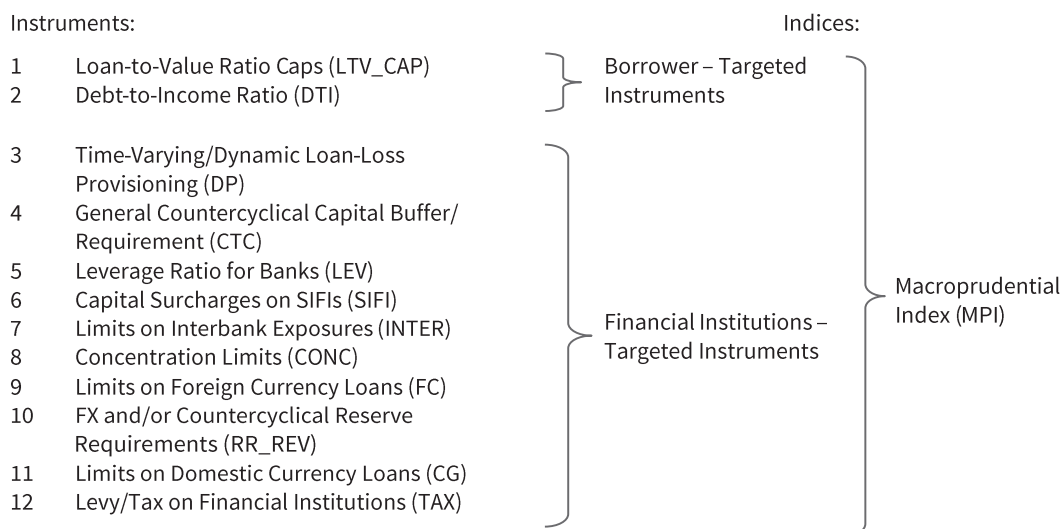 Instruments:
Indices:
1 Loan-to-Value Ratio Caps (LTV_CAP)
2 Debt-to-Income Ratio (DTI)
Borrower – Targeted
Instruments
3 Time-Varying/Dynamic Loan-Loss
Provisioning (DP)
4 General Countercyclical Capital Buffer/
Requirement (CTC)
5 Leverage Ratio for Banks (LEV)
6 Capital Surcharges on SIFIs (SIFI)
7 Limits on Interbank Exposures (INTER)
8 Concentration Limits (CONC)
9 Limits on Foreign Currency Loans (FC)
10 FX and/or Countercyclical Reserve
Requirements (RR_REV)
11 Limits on Domestic Currency Loans (CG)
12 Levy/Tax on Financial Institutions (TAX)
Financial Institutions –
Targeted Instruments
Macroprudential
Index (MPI)